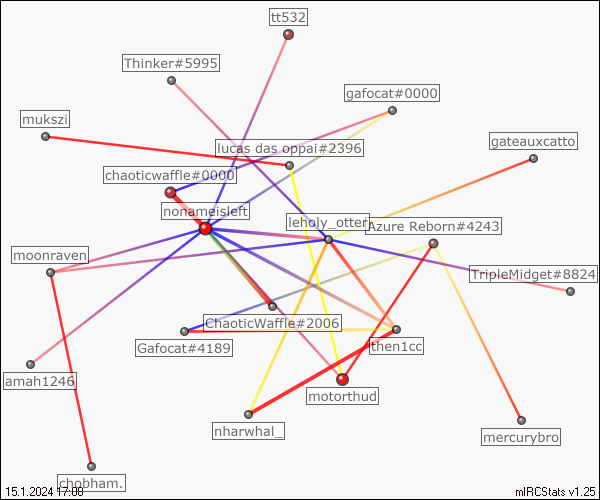 tt532
Thinker#5995
gafocat#0000
mukszi
gateauxcatto
lucas das oppai#2396
chaoticwaffle#0000
nonameisleft
leholy_otter
Azure Reborn#4243
moonraven
TripleMidget#8824
ChaoticWaffle#2006
Gafocat#4189
then1cc
amah1246
motorthud
nharwhal_
mercurybro
chobham.
15.1.2024 17:08
mIRCStats v1.25